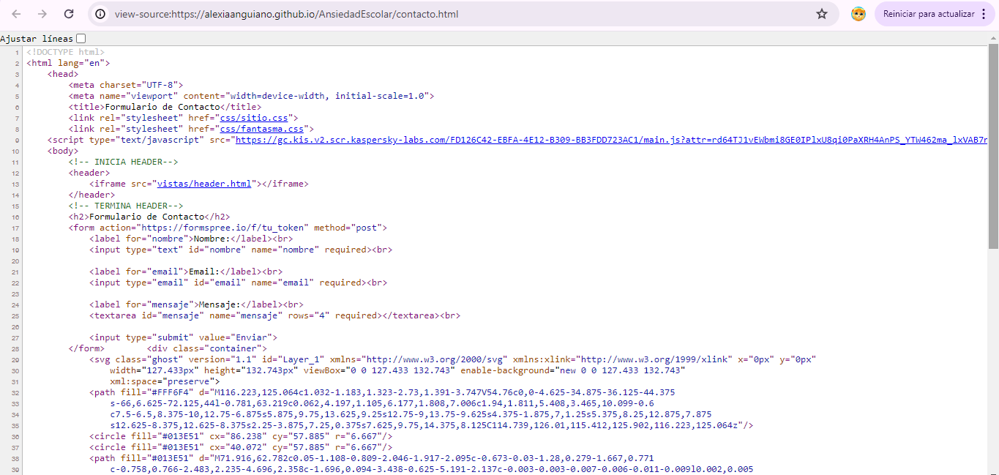 view-source:https://alexiaanguiano.github.io/AnsiedadEscolar/contacto.html
Reiniciar para actualizar
Ajustar líneas
1 <!DOCTYPE html>
2 <html lang="en">
3 <head>
4 <meta charset="UTF-8">
5 <meta name="viewport" content="width=device-width, initial-scale=1.0">
6 <title>Formulario de Contacto</title>
7 <link rel="stylesheet" href="css/sitio.css">
8 <link rel="stylesheet" href="css/fantasma.css">
9 <script type="text/javascript" src="https://gc.kis.v2.scr.kaspersky-labs.com/FD126C42-EBFA-4E12-B309-BB3FDD723AC1/main.js?attr=rd64TJ1vEWbmi8GE0IPlxU8qi0PaXRH4AnPS_YTW462ma_lxVAB7r
10 <body>
11 <!-- INICIA HEADER-->
12 <header>
13 <iframe src="vistas/header.html"></iframe>
14 </header>
15 <!-- TERMINA HEADER-->
16 <h2>Formulario de Contacto</h2>
17 <form action="https://formspree.io/f/tu_token" method="post">
18 <label for="nombre">Nombre:</label><br>
19 <input type="text" id="nombre" name="nombre" required><br>
20
21 <label for="email">Email:</label><br>
22 <input type="email" id="email" name="email" required><br>
23
24 <label for="mensaje">Mensaje:</label><br>
25 <textarea id="mensaje" name="mensaje" rows="4" required></textarea><br>
26
27 <input type="submit" value="Enviar">
28 </form> <div class="container">
29 <svg class="ghost" version="1.1" id="Layer_1" xmlns="http://www.w3.org/2000/svg" xmlns:xlink="http://www.w3.org/1999/xlink" x="0px" y="0px"
30 width="127.433px" height="132.743px" viewBox="0 0 127.433 132.743" enable-background="new 0 0 127.433 132.743"
31 xml:space="preserve">
32 <path fill="#FFF6F4" d="M116.223,125.064c1.032-1.183,1.323-2.73,1.391-3.747V54.76c0,0-4.625-34.875-36.125-44.375
33 s-66,6.625-72.125,44l-0.781,63.219c0.062,4.197,1.105,6.177,1.808,7.006c1.94,1.811,5.408,3.465,10.099-0.6
34 c7.5-6.5,8.375-10,12.75-6.875s5.875,9.75,13.625,9.25s12.75-9,13.75-9.625s4.375-1.875,7,1.25s5.375,8.25,12.875,7.875
35 s12.625-8.375,12.625-8.375s2.25-3.875,7.25,0.375s7.625,9.75,14.375,8.125C114.739,126.01,115.412,125.902,116.223,125.064z"/>
36 <circle fill="#013E51" cx="86.238" cy="57.885" r="6.667"/>
37 <circle fill="#013E51" cx="40.072" cy="57.885" r="6.667"/>
38 <path fill="#013E51" d="M71.916,62.782c0.05-1.108-0.809-2.046-1.917-2.095c-0.673-0.03-1.28,0.279-1.667,0.771
39 c-0.758,0.766-2.483,2.235-4.696,2.358c-1.696,0.094-3.438-0.625-5.191-2.137c-0.003-0.003-0.007-0.006-0.011-0.009l0.002,0.005